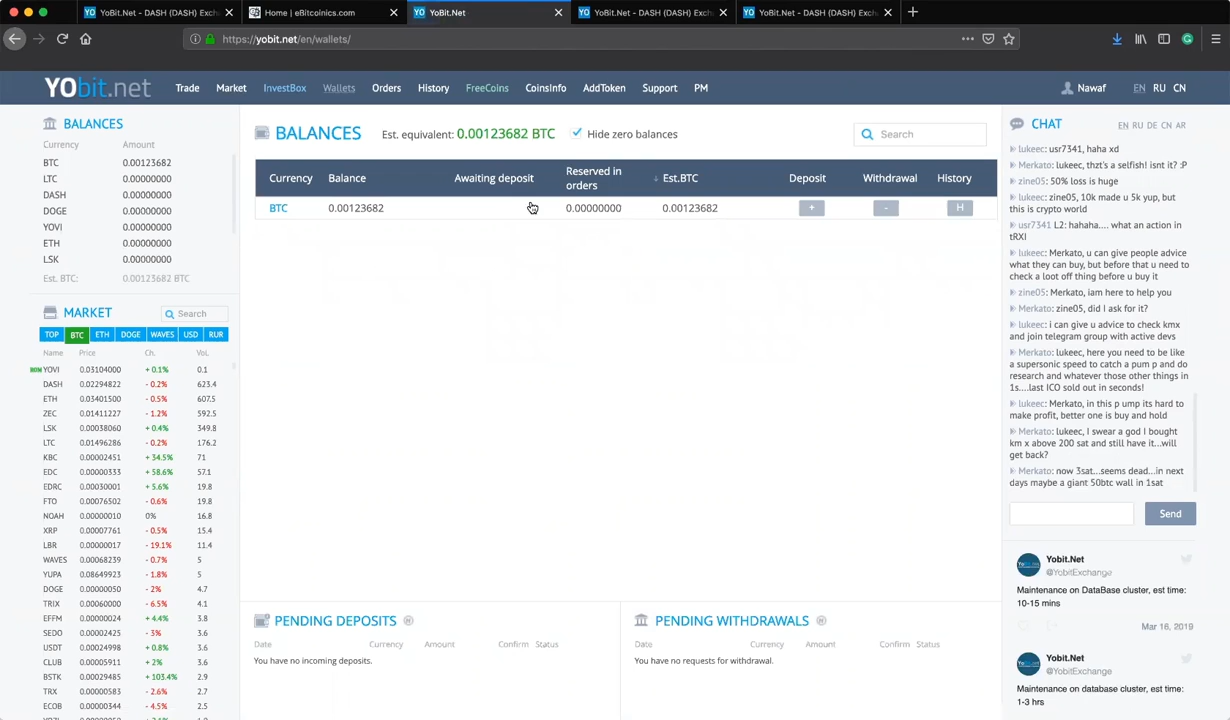 YoBit.Net - DASH (DASH) Exch
Home | eBitcoinics.com
YoBit.Net
YoBit.Net - DASH (DASH) Exch
YoBit.Net - DASH (DASH) Exch
https://yobit.net/en/wallets/
YObit.net
Trade Market InvestBox Wallets Orders History FreeCoins CoinsInfo AddToken Support PM
Nawaf
EN RU CN
BALANCES
Currency Amount
BTC 0.00123682
LTC 0.00000000
DASH 0.00000000
DOGE 0.00000000
YOVI 0.00000000
ETH 0.00000000
LSK 0.00000000
Est. BTC: 0.00123682 BTC
MARKET
Search
TOP BTC ETH DOGE WAVES USD RUR
Name Price Ch. Vol.
YOVI 0.03104000 + 0.1% 0.1
DASH 0.02294822 - 0.2% 623.4
ETH 0.03401500 - 0.5% 607.5
ZEC 0.01411227 - 1.2% 592.5
LSK 0.00038060 + 0.4% 349.8
LTC 0.01496286 - 0.2% 176.2
KBC 0.00002451 + 34.5% 71
EDC 0.00000333 + 58.6% 57.1
EDRC 0.00030001 + 5.6% 19.8
FTO 0.00076502 - 0.6% 19.8
NOAH 0.00000010 0% 16.8
XRP 0.00007761 - 0.5% 15.4
LBR 0.00000017 - 19.1% 11.4
WAVES 0.00068239 - 0.7% 5
YUPA 0.08649923 - 1.8% 5
DOGE 0.00000050 - 2% 4.7
TRIX 0.00060000 - 6.5% 4.1
EFFM 0.00000024 + 4.4% 3.8
SEDO 0.00002425 - 3% 3.6
USDT 0.00024998 + 0.8% 3.6
CLUB 0.00005911 + 2% 3.6
BSTK 0.00029485 + 103.4% 2.9
TRX 0.00000583 - 2.6% 2.7
ECOB 0.00000344 - 4.5% 2.5
BALANCES
Est. equivalent: 0.00123682 BTC
Hide zero balances
Search
Currency Balance Awaiting deposit Reserved in orders Est.BTC Deposit Withdrawal History
BTC 0.00123682 0.00000000 0.00123682 + - H
PENDING DEPOSITS
Date Currency Amount Confirm Status
You have no incoming deposits.
PENDING WITHDRAWALS
Date Currency Amount Confirm Status
You have no requests for withdrawal.
CHAT
EN RU DE CN AR
lukeec: usr7341, haha xd
Merkato: lukeec, thzt's a selfish! isnt it? :P
zine05: 50% loss is huge
lukeec: zine05, 10k made u 5k yup, but
this is crypto world
usr7341 L2: hahaha.... what an action in
tRXI
lukeec: Merkato, u can give people advice
what they can buy, but before that u need to
check a loot off thing before u buy it
zine05: Merkato, iam here to help you
Merkato: zine05, did I ask for it?
lukeec: i can give u advice to check kmx
and join telegram group with active devs
Merkato: lukeec, here you need to be like
a supersonic speed to catch a pum p and do
research and whatever those other things in
1s....last ICO sold out in seconds!
lukeec: Merkato, in this p ump its hard to
make profit, better one is buy and hold
Merkato: lukeec, I swear a god I bought
km x above 200 sat and still have it...will
get back?
Merkato: now 3sat...seems dead...in next
days maybe a giant 50btc wall in 1sat
Send
Yobit.Net
@YobitExchange
Maintenance on DataBase cluster, est time:
10-15 mins
Mar 16, 2019
Yobit.Net
@YobitExchange
Maintenance on database cluster, est time:
1-3 hrs